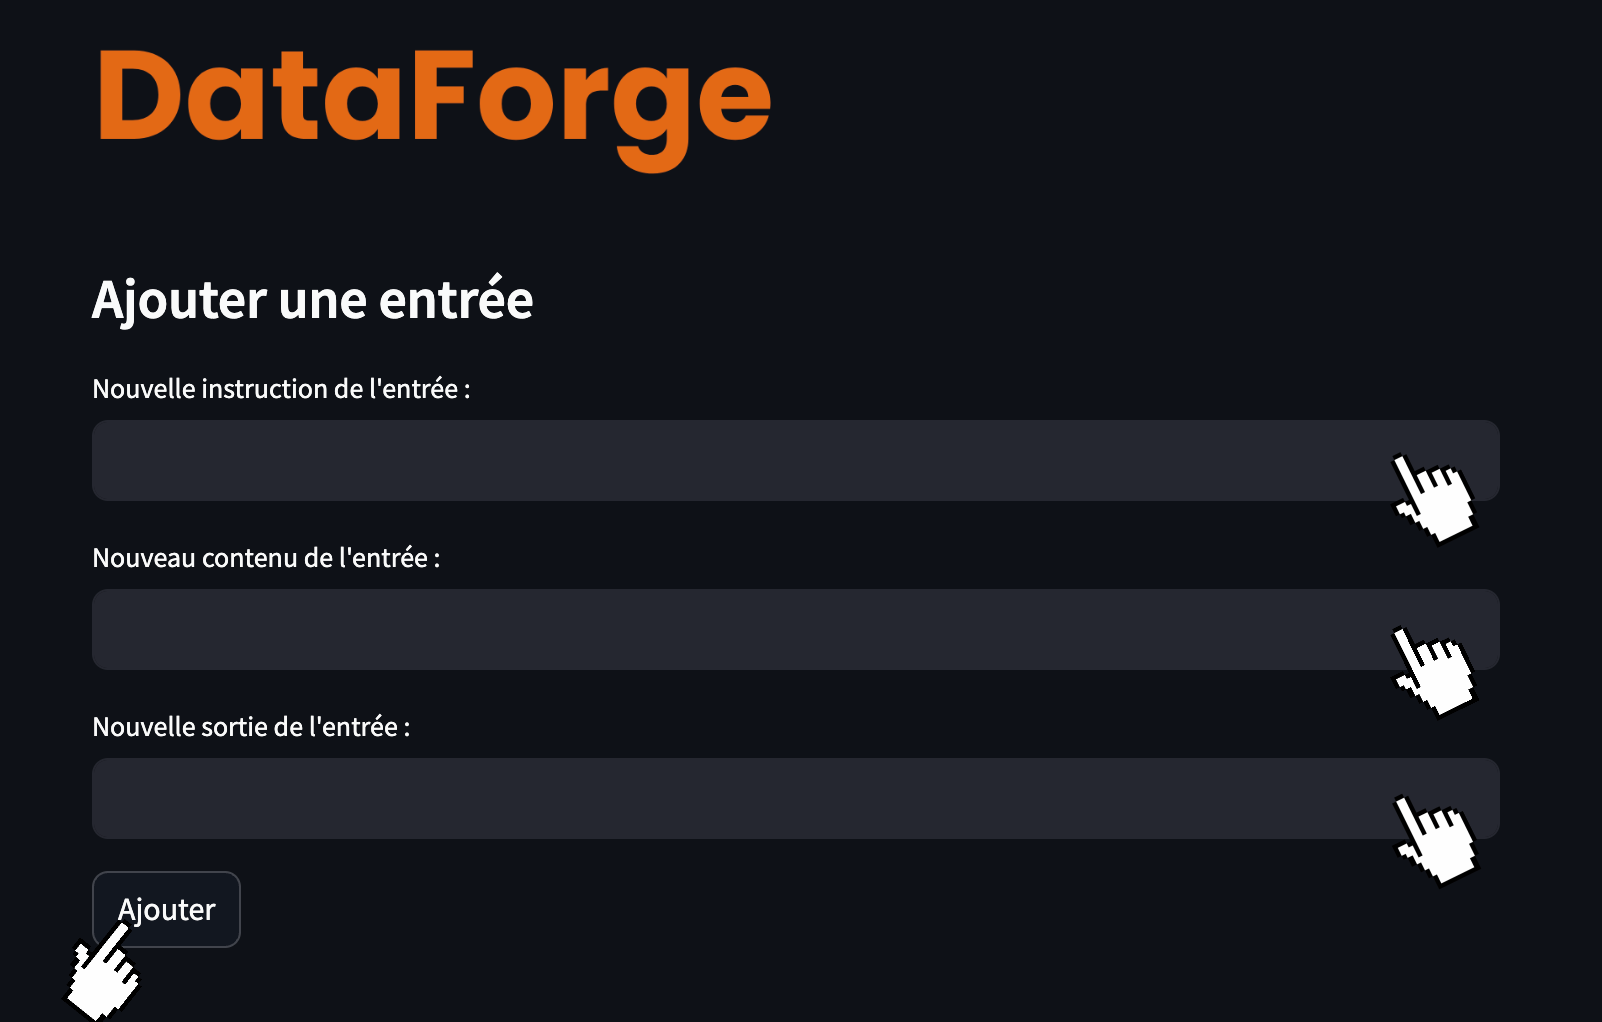 DataForge
Ajouter une entrée
Nouvelle instruction de l'entrée :
Nouveau contenu de l'entrée :
Nouvelle sortie de l'entrée :
Ajouter